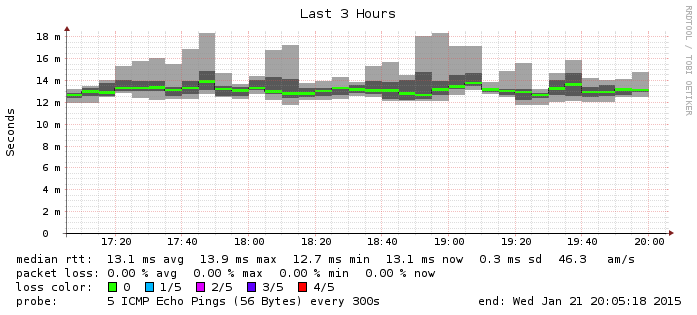 Last 3 Hours
RRDTOOL / TOBI OETIKER
Seconds
18 m
16 m
14 m
12 m
10 m
8 m
6 m
4 m
2 m
0
17:20 17:40 18:00 18:20 18:40 19:00 19:20 19:40 20:00
median rtt: 13.1 ms avg 13.9 ms max 12.7 ms min 13.1 ms now 0.3 ms sd 46.3 am/s
packet loss: 0.00 % avg 0.00 % max 0.00 % min 0.00 % now
loss color: 0 1/5 2/5 3/5 4/5
probe: 5 ICMP Echo Pings (56 Bytes) every 300s end: Wed Jan 21 20:05:18 2015